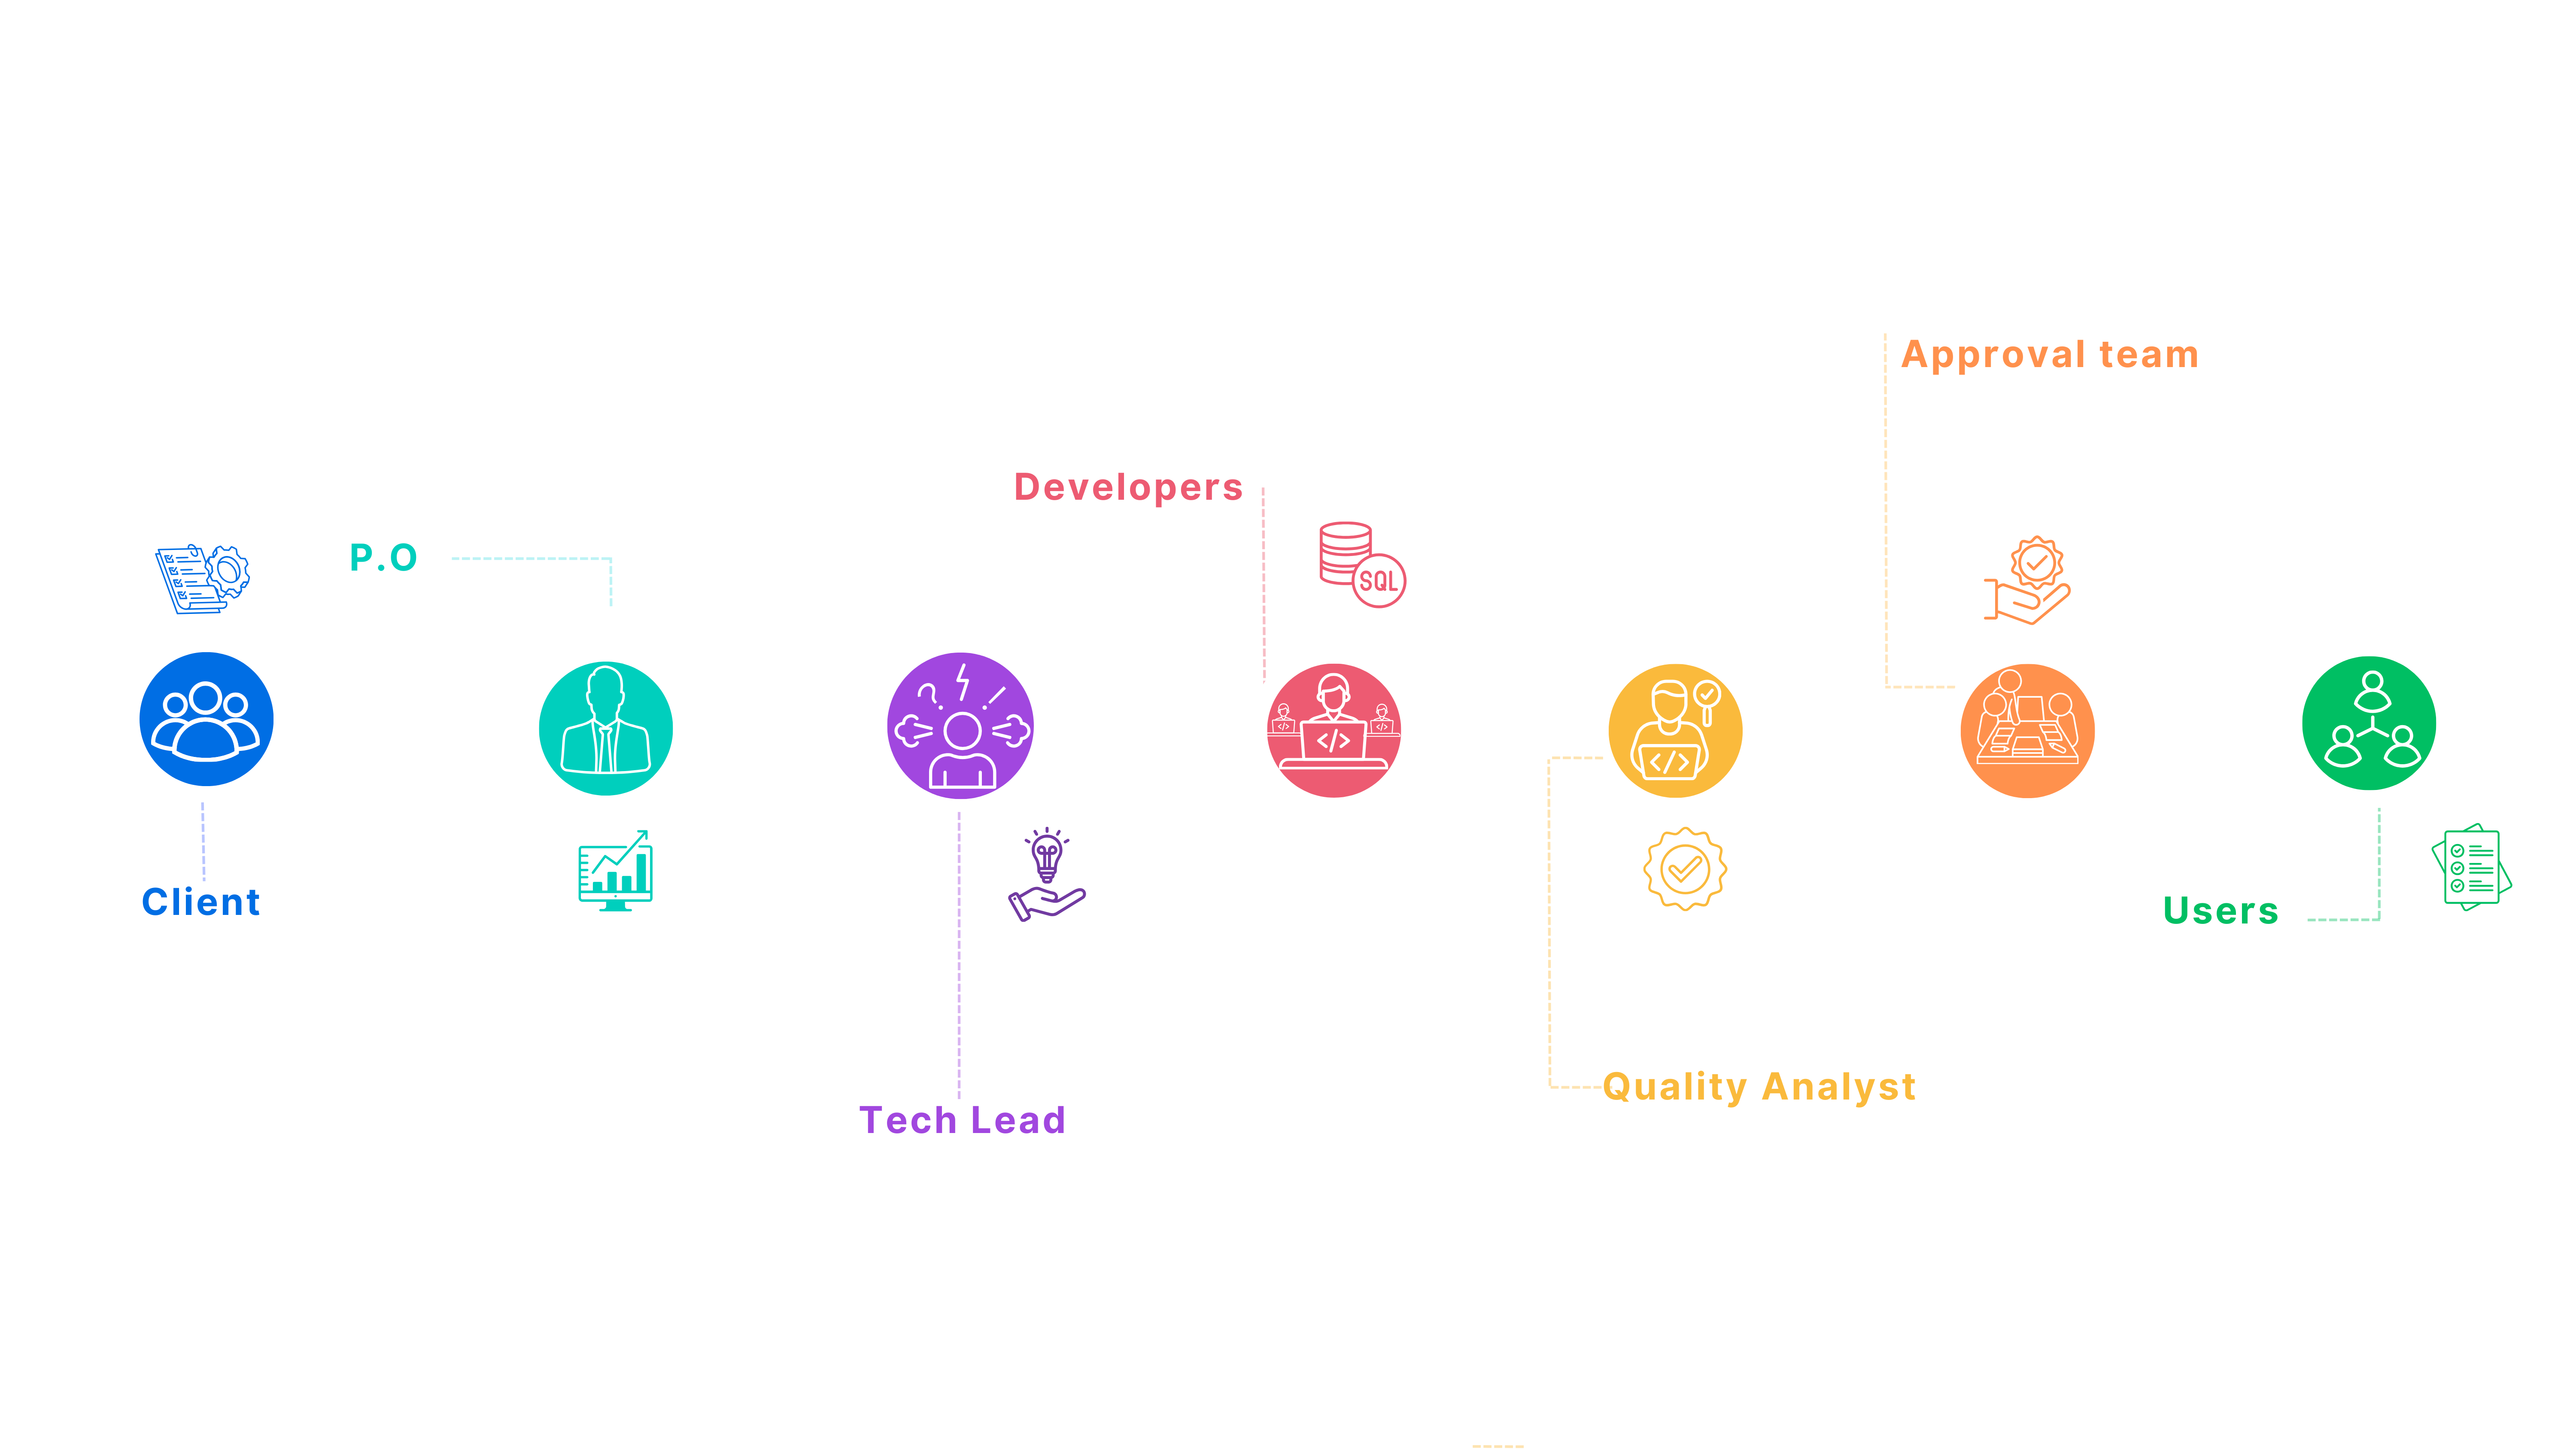 Approval team
Developers
SQL
P.O
</>
</>
</>
</>
Client
Users
Quality Analyst
Tech Lead